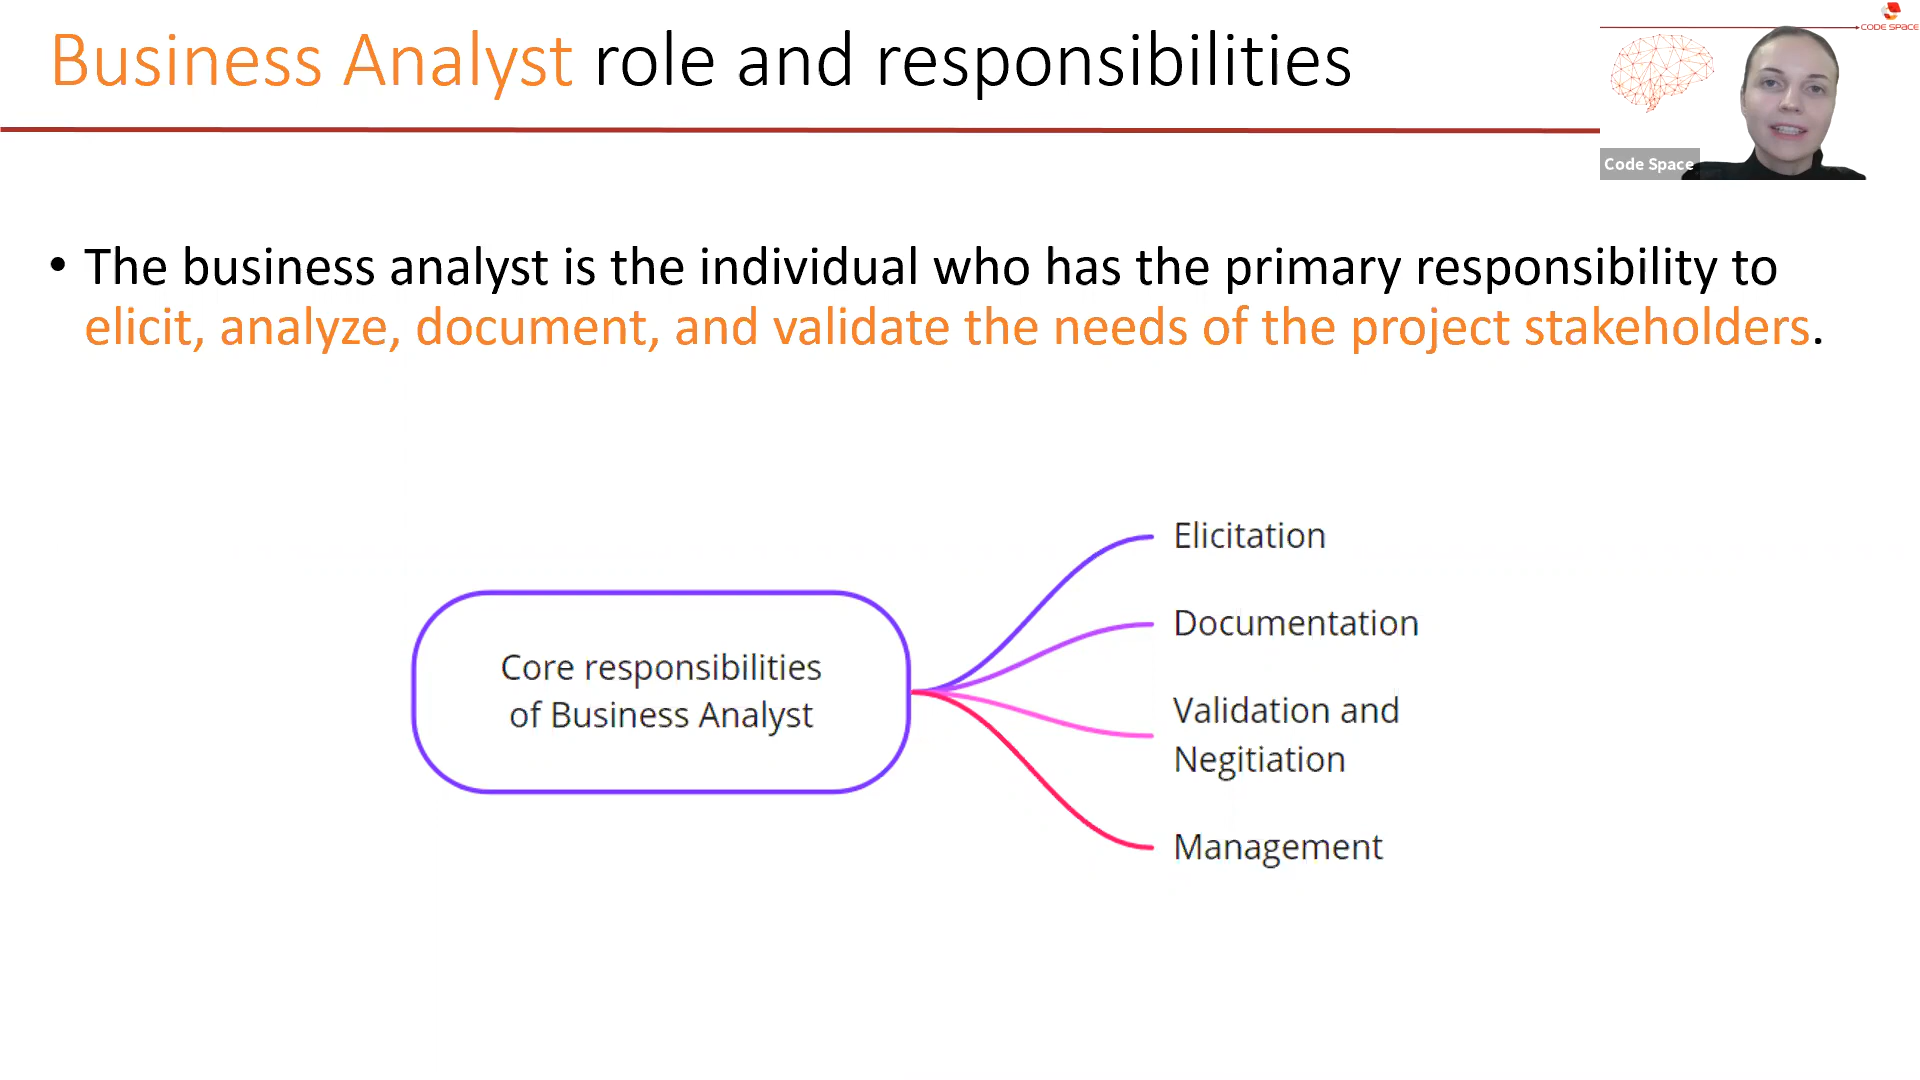 Business Analyst role and responsibilities
CODE SPACE
Code Space
• The business analyst is the individual who has the primary responsibility to
elicit, analyze, document, and validate the needs of the project stakeholders.
Core responsibilities
of Business Analyst
Elicitation
Documentation
Validation and
Negitiation
Management